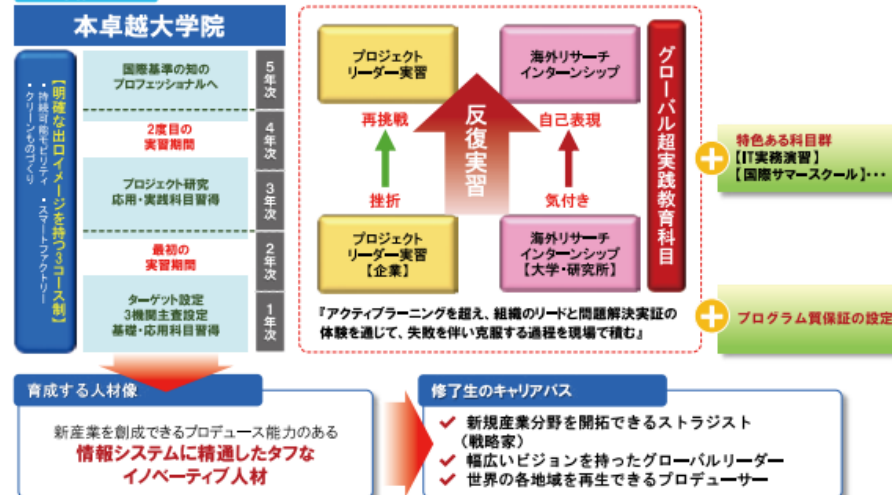 本卓越大学院
【明確な出口イメージを持つ3コース制】
・持続可能モビリティ ・スマートファクトリー
・クリーンものづくり
国際基準の知の
プロフェッショナルへ
2度目の
実習期間
プロジェクト研究
応用・実践科目習得
最初の
実習期間
ターゲット設定
3機関主査設定
基礎・応用科目習得
5年次
4年次
3年次
2年次
1年次
プロジェクト
リーダー実習
海外リサーチ
インターンシップ
再挑戦
挫折
反復実習
自己表現
気付き
プロジェクト
リーダー実習
【企業】
海外リサーチ
インターンシップ
【大学・研究所】
グローバル超実践教育科目
『アクティブラーニングを超え、組織のリードと問題解決実証の
体験を通じて、失敗を伴い克服する過程を現場で積む』
特色ある科目群
【IT実務演習】
【国際サマースクール】・・・
プログラム質保証の設定
育成する人材像
新産業を創成できるプロデュース能力のある
情報システムに精通したタフな
イノベーティブ人材
修了生のキャリアパス
新規産業分野を開拓できるストラジスト
(戦略家)
幅広いビジョンを持ったグローバルリーダー
世界の各地域を再生できるプロデューサー